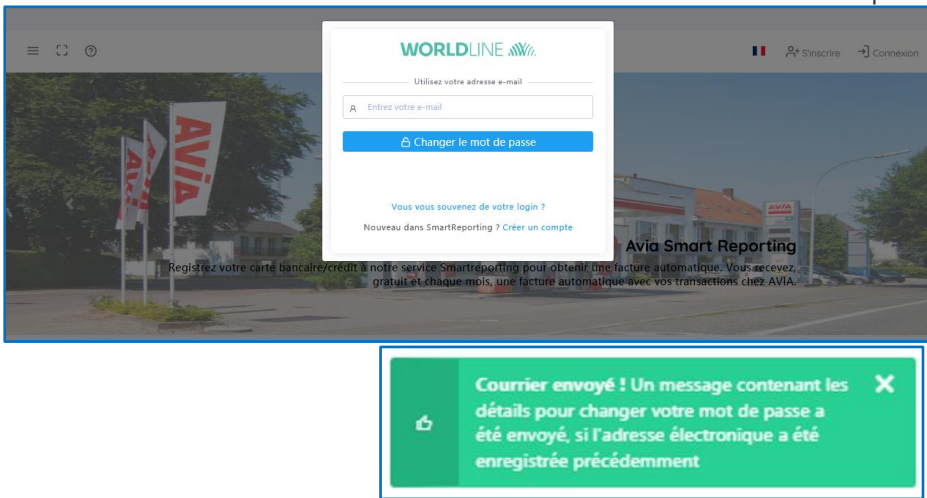 WORLDLINE
S'inscrire
Connexion
Utilisez votre adresse e-mail
Entrez votre e-mail
Changer le mot de passe
Vous vous souvenez de votre login ?
Nouveau dans SmartReporting ? Créer un compte
AVIA
AVIA
AVIA
Avia Smart Reporting
Registrez votre carte bancaire/crédit à notre service Smartreporting pour obtenir une facture automatique. Vous recevez,
gratuit et chaque mois, une facture automatique avec vos transactions chez AVIA.
Courrier envoyé ! Un message contenant les
détails pour changer votre mot de passe a
été envoyé, si l'adresse électronique a été
enregistrée précédemment